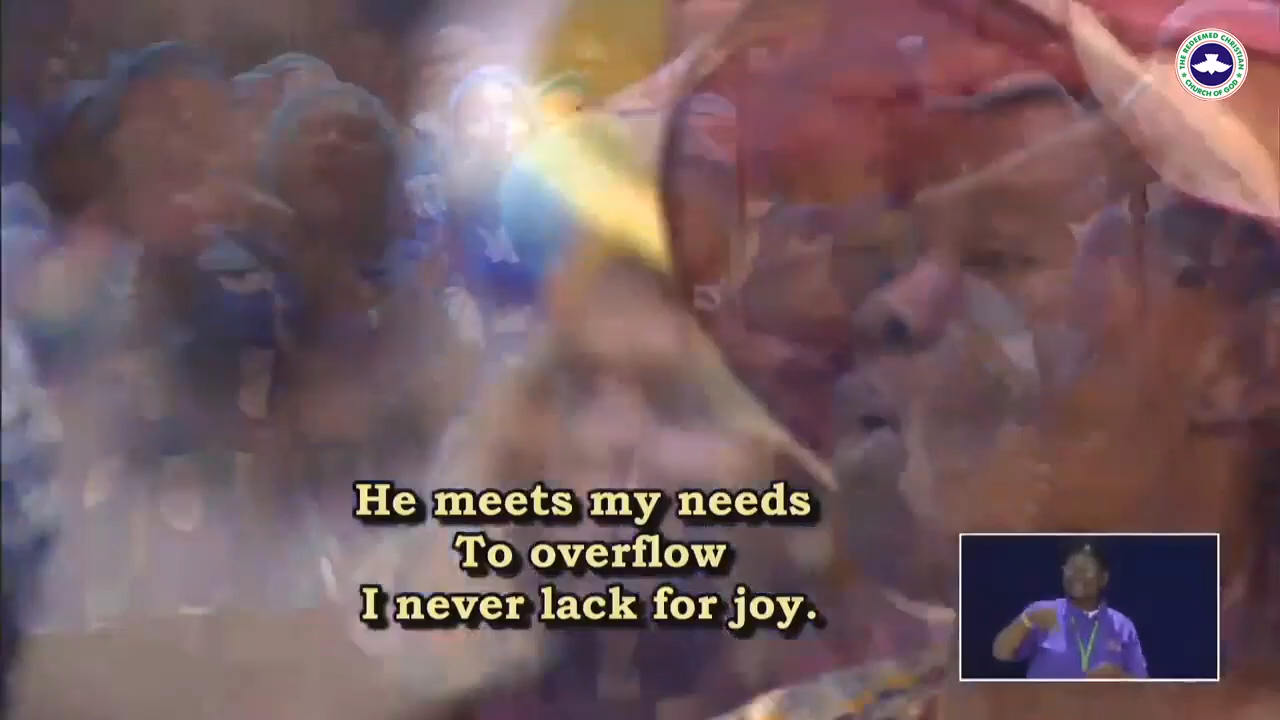 THE REDEEMED CHRISTIAN
CHURCH OF GOD
He meets my needs
To overflow
I never lack for joy.